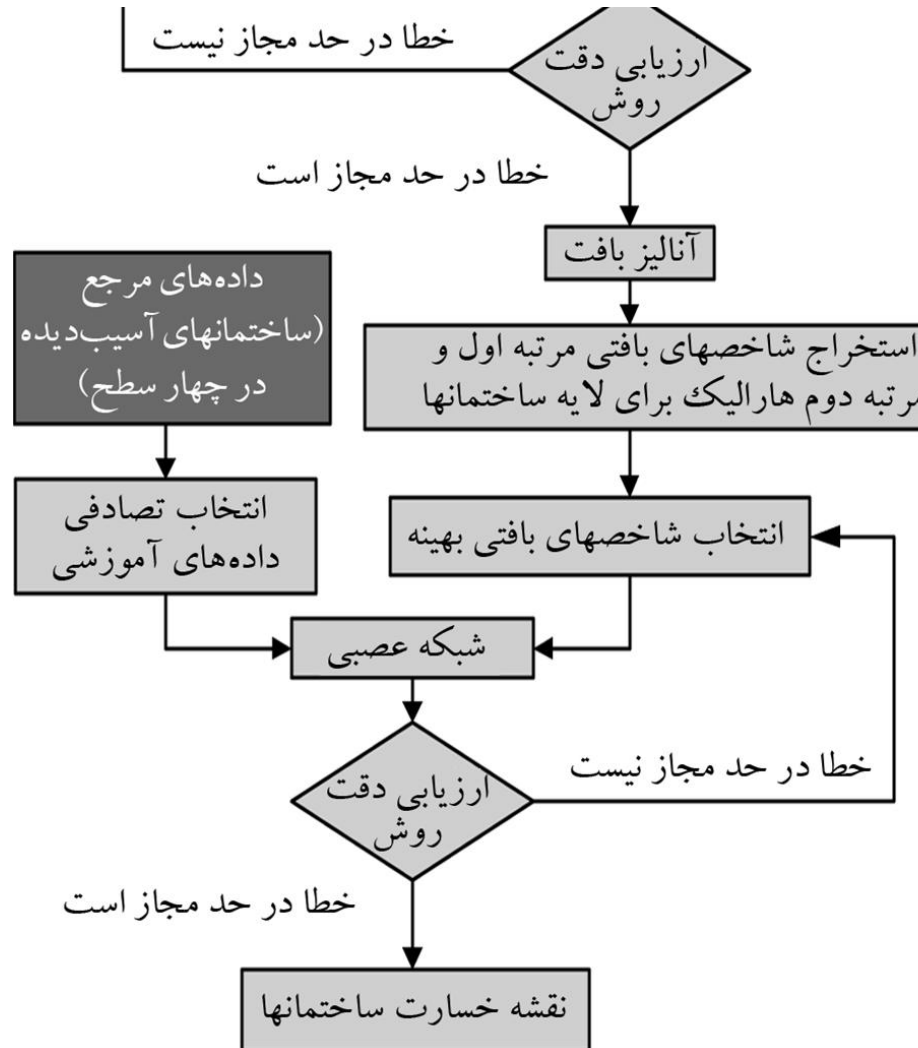 خطا در حد مجاز نیست
ارزیابی دقت
روش
خطا در حد مجاز است
آنالیز بافت
داده‌های مرجع
(ساختمانهای آسیب‌دیده
در چهار سطح)
استخراج شاخصهای بافتی مرتبه اول و
مرتبه دوم هارالیک برای لایه ساختمانها
انتخاب تصادفی
داده‌های آموزشی
انتخاب شاخصهای بافتی بهینه
شبکه عصبی
ارزیابی دقت
روش
خطا در حد مجاز نیست
خطا در حد مجاز است
نقشه خسارت ساختمانها